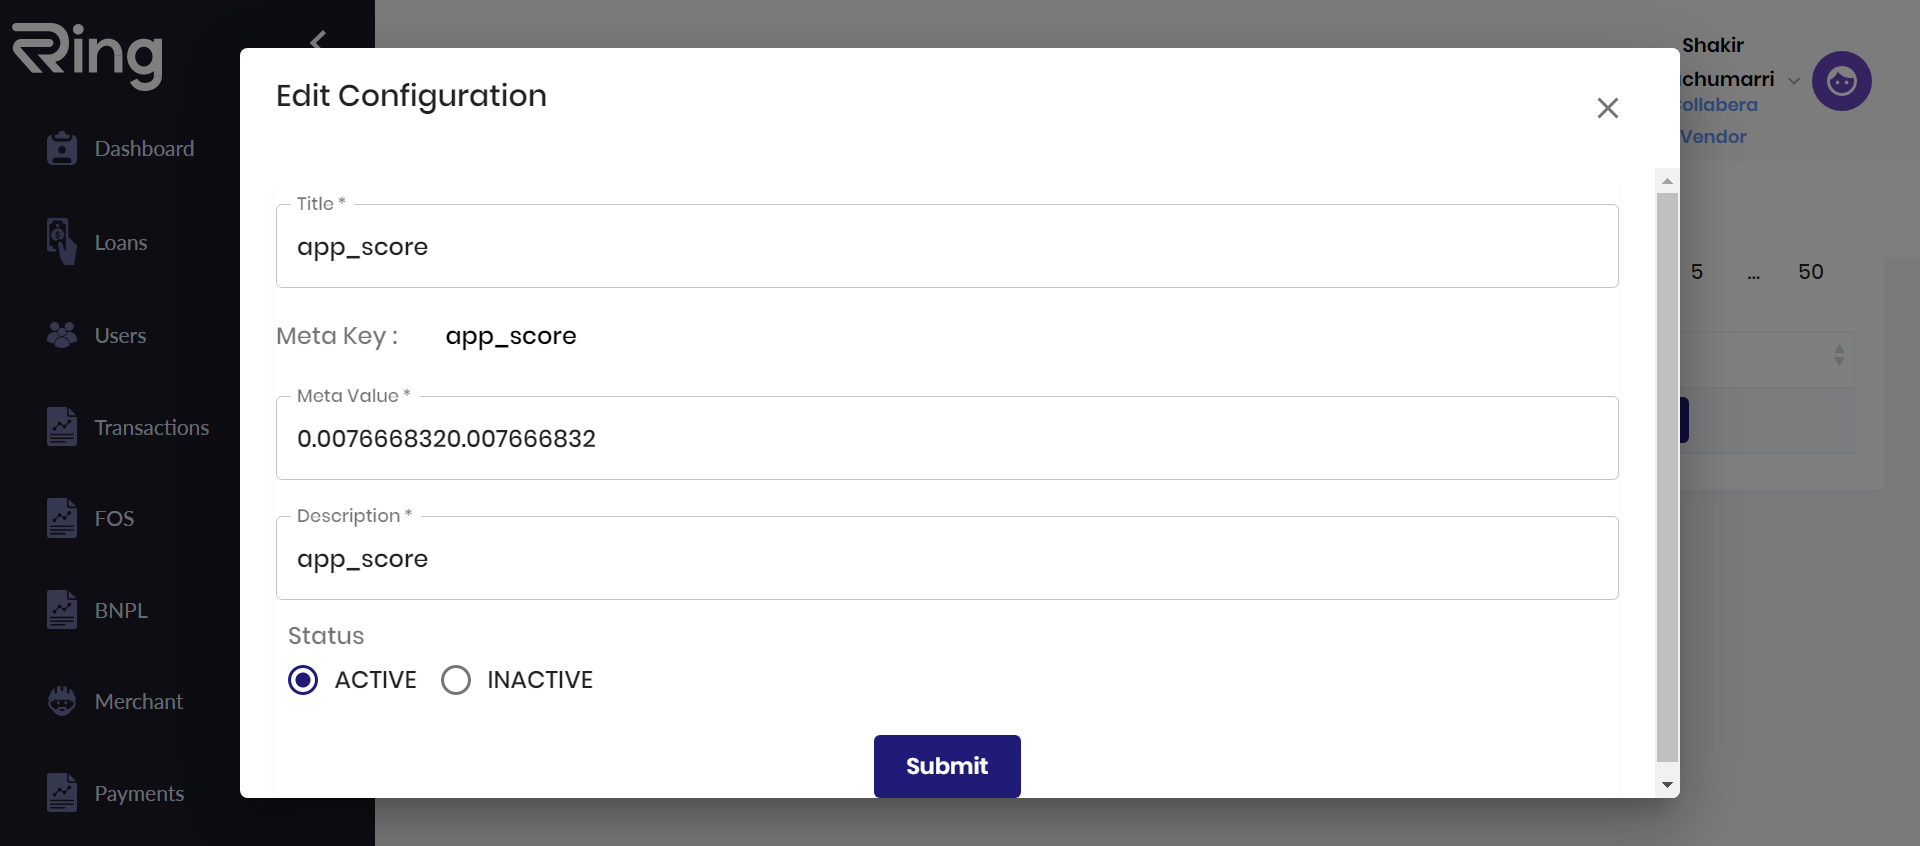 Ring
Dashboard
Loans
Users
Transactions
FOS
BNPL
Merchant
Payments
Edit Configuration
Title *
app_score
Meta Key :
app_score
Meta Value *
0.0076668320.007666832
Description *
app_score
Status
ACTIVE
INACTIVE
Submit
Shakir
chumarri
ollabera
Vendor
5 ... 50